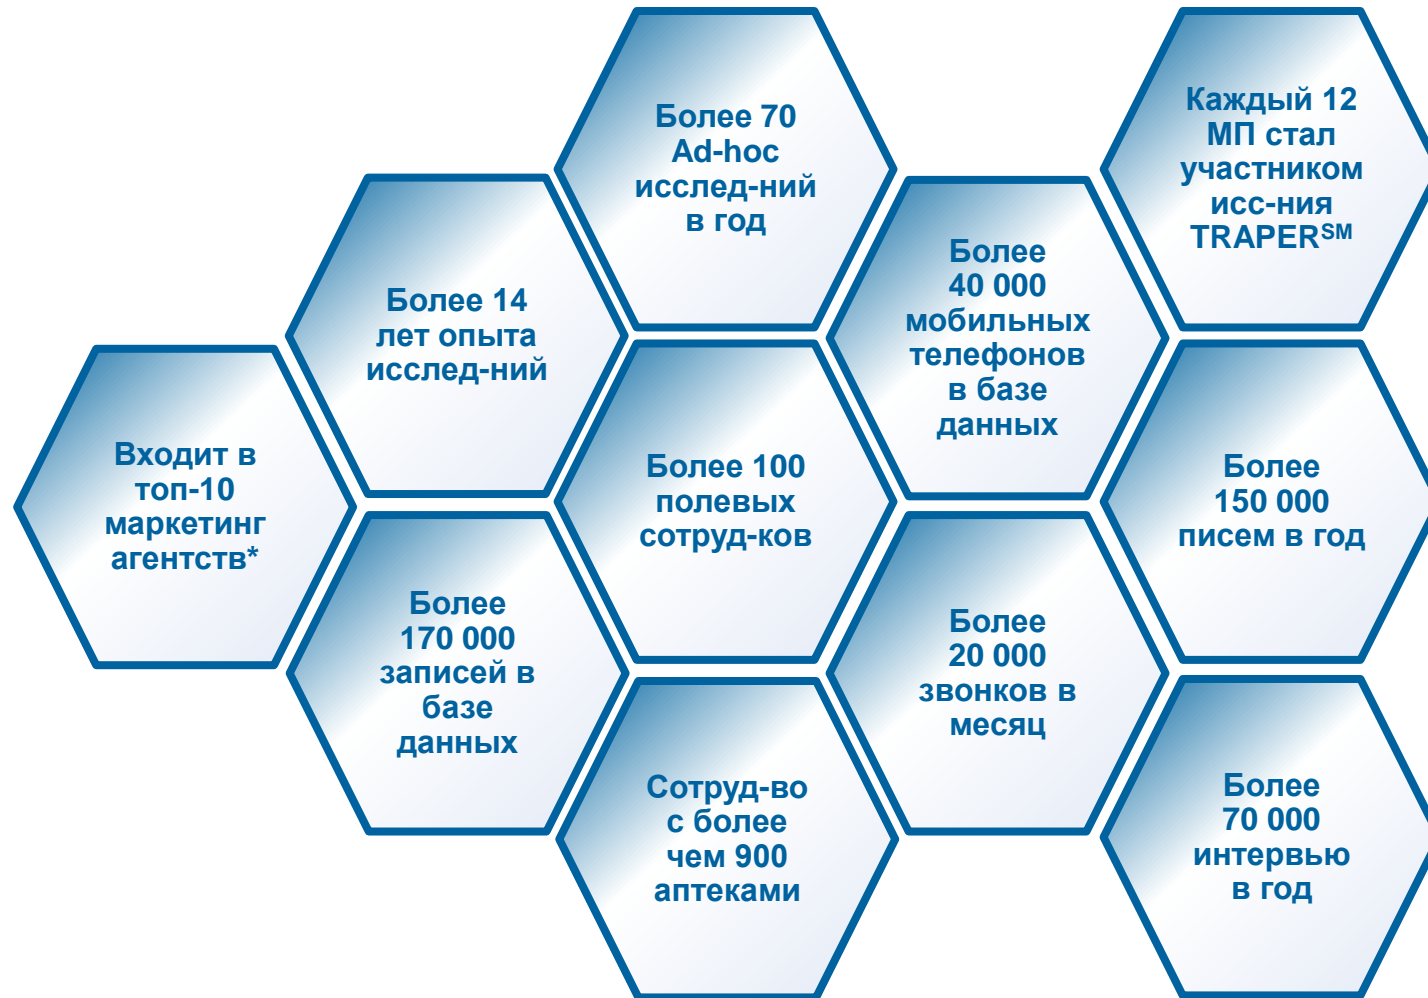 Более 70
Ad-hoc
исслед-ний
в год
Каждый 12
МП стал
участником
исс-ния
TRAPER℠
Более 14
лет опыта
исслед-ний
Более
40 000
мобильных
телефонов
в базе
данных
Входит в
топ-10
маркетинг
агентств*
Более 100
полевых
сотруд-ков
Более
150 000
писем в год
Более
170 000
записей в
базе
данных
Более
20 000
звонков в
месяц
Сотруд-во
с более
чем 900
аптеками
Более
70 000
интервью
в год